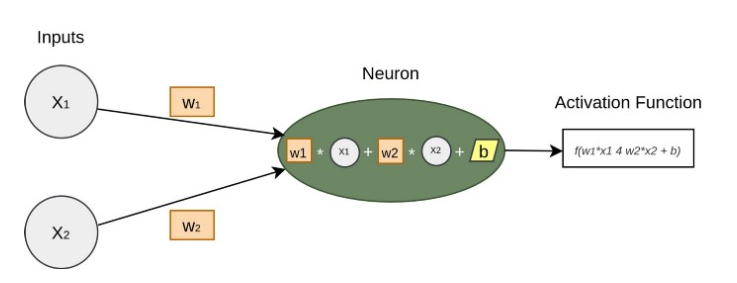 Inputs
Neuron
Activation Function
X1
w1
w1 * X1 + w2 * X2 + b
f(w1*x1 4 w2*x2 + b)
X2
w2